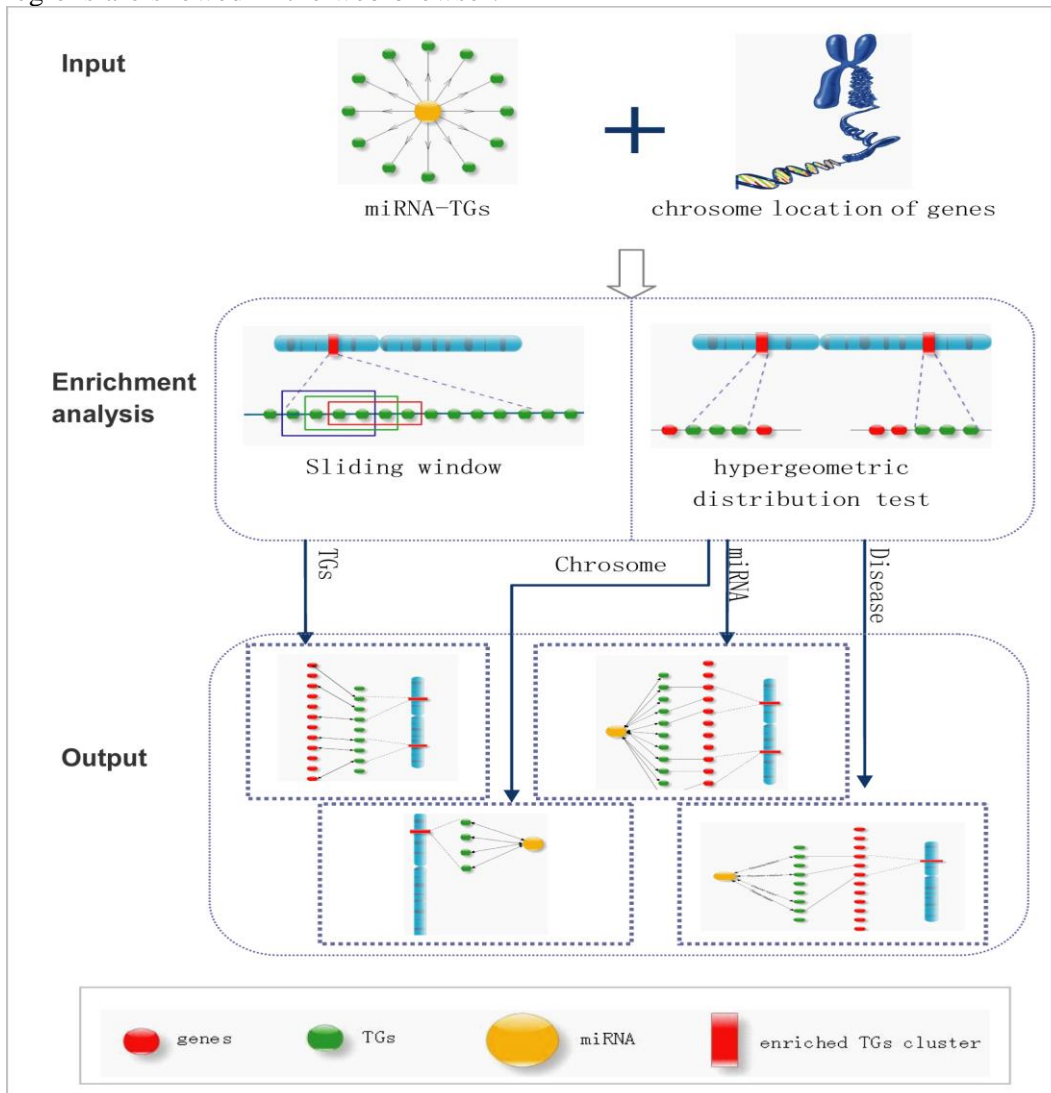 Input
miRNA-TGs
chrosome location of genes
Enrichment
analysis
Sliding window
hypergeometric
distribution test
TGs
Chrosome
miRNA
Disease
Output
genes
TGs
miRNA
enriched TGs cluster